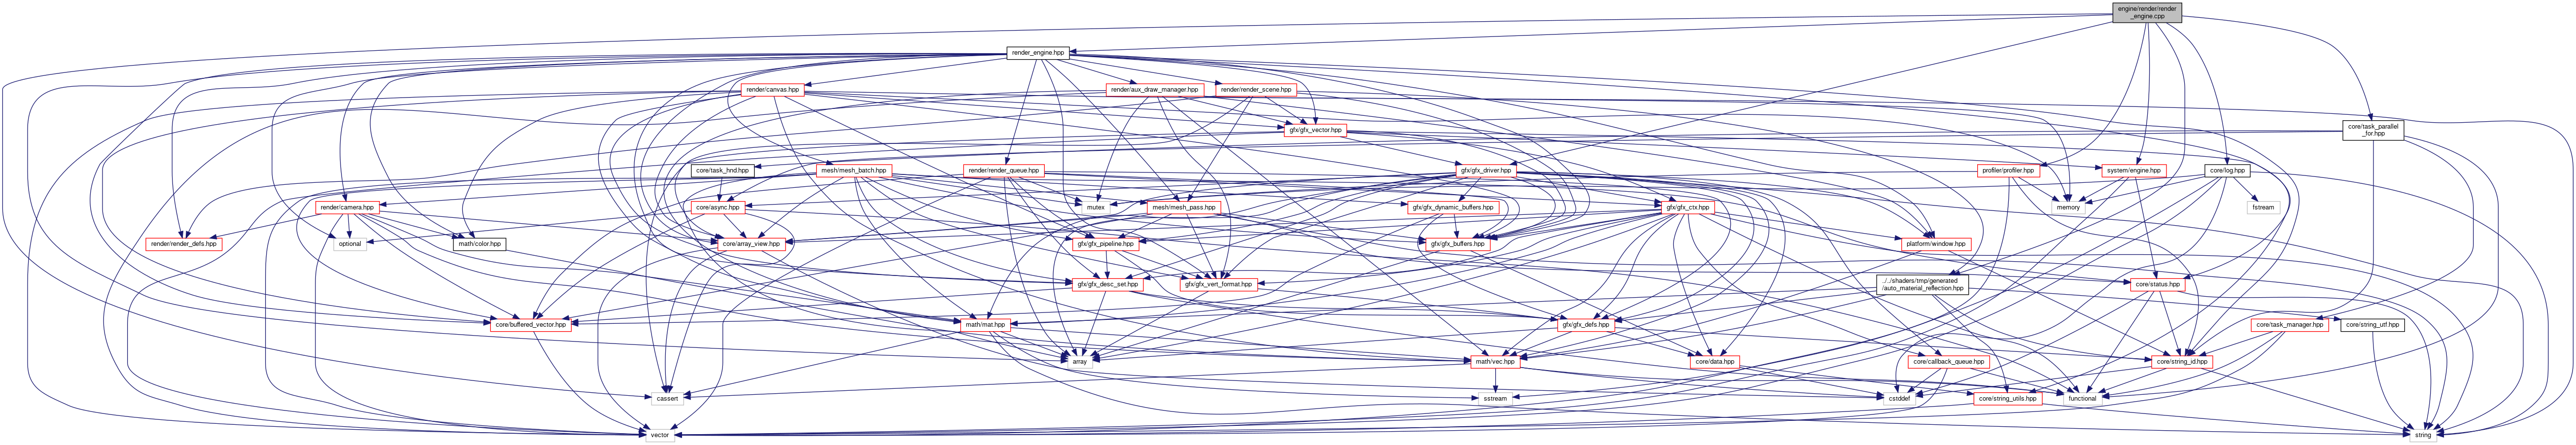 engine/render/render
_engine.cpp
render_engine.hpp
render/canvas.hpp
render/aux_draw_manager.hpp
render/render_scene.hpp
gfx/gfx_vector.hpp
core/task_parallel
_for.hpp
core/task_hnd.hpp
mesh/mesh_batch.hpp
render/render_queue.hpp
gfx/gfx_driver.hpp
profiler/profiler.hpp
system/engine.hpp
core/log.hpp
render/camera.hpp
core/async.hpp
mutex
mesh/mesh_pass.hpp
gfx/gfx_dynamic_buffers.hpp
gfx/gfx_ctx.hpp
memory
fstream
render/render_defs.hpp
optional
math/color.hpp
core/array_view.hpp
gfx/gfx_pipeline.hpp
gfx/gfx_buffers.hpp
platform/window.hpp
gfx/gfx_desc_set.hpp
gfx/gfx_vert_format.hpp
../../shaders/tmp/generated
/auto_material_reflection.hpp
core/status.hpp
core/buffered_vector.hpp
math/mat.hpp
gfx/gfx_defs.hpp
core/task_manager.hpp
core/string_utf.hpp
array
math/vec.hpp
core/data.hpp
core/callback_queue.hpp
core/string_id.hpp
cassert
sstream
cstddef
core/string_utils.hpp
functional
vector
string